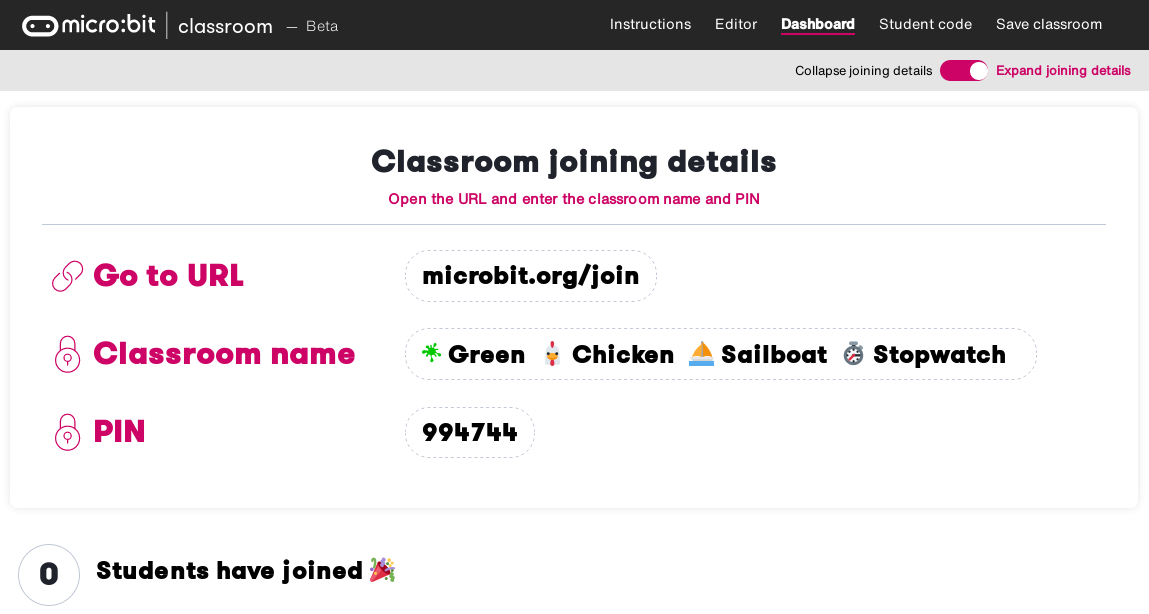 micro:bit classroom — Beta Instructions Editor Dashboard Student code Save classroom
Collapse joining details Expand joining details
Classroom joining details
Open the URL and enter the classroom name and PIN
Go to URL microbit.org/join
Classroom name Green Chicken Sailboat Stopwatch
PIN 994744
0 Students have joined